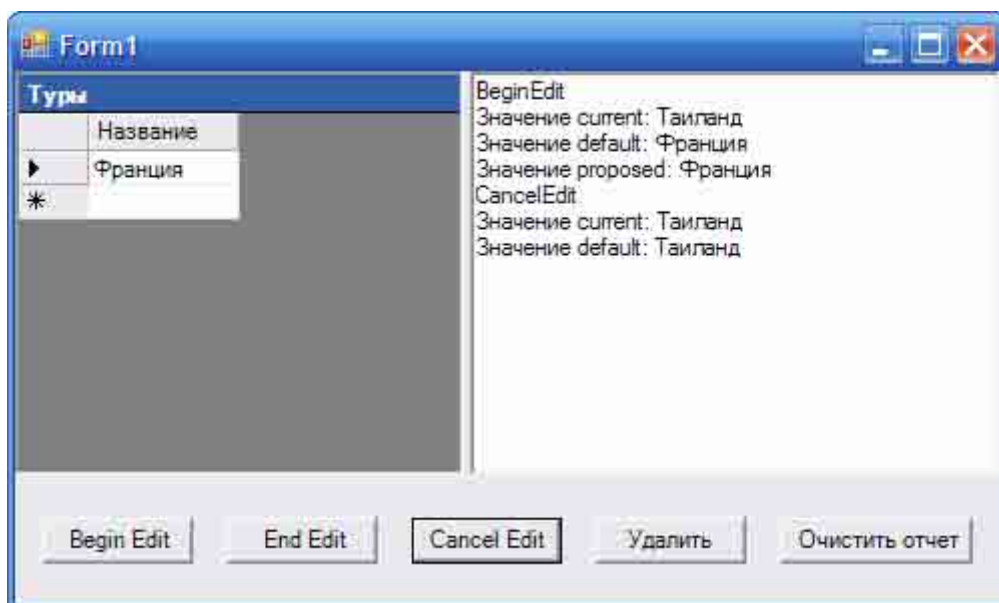 Form1
Туры
Название
Франция
BeginEdit
Значение current: Таиланд
Значение default: Франция
Значение proposed: Франция
CancelEdit
Значение current: Таиланд
Значение default: Таиланд
Begin Edit
End Edit
Cancel Edit
Удалить
Очистить отчет